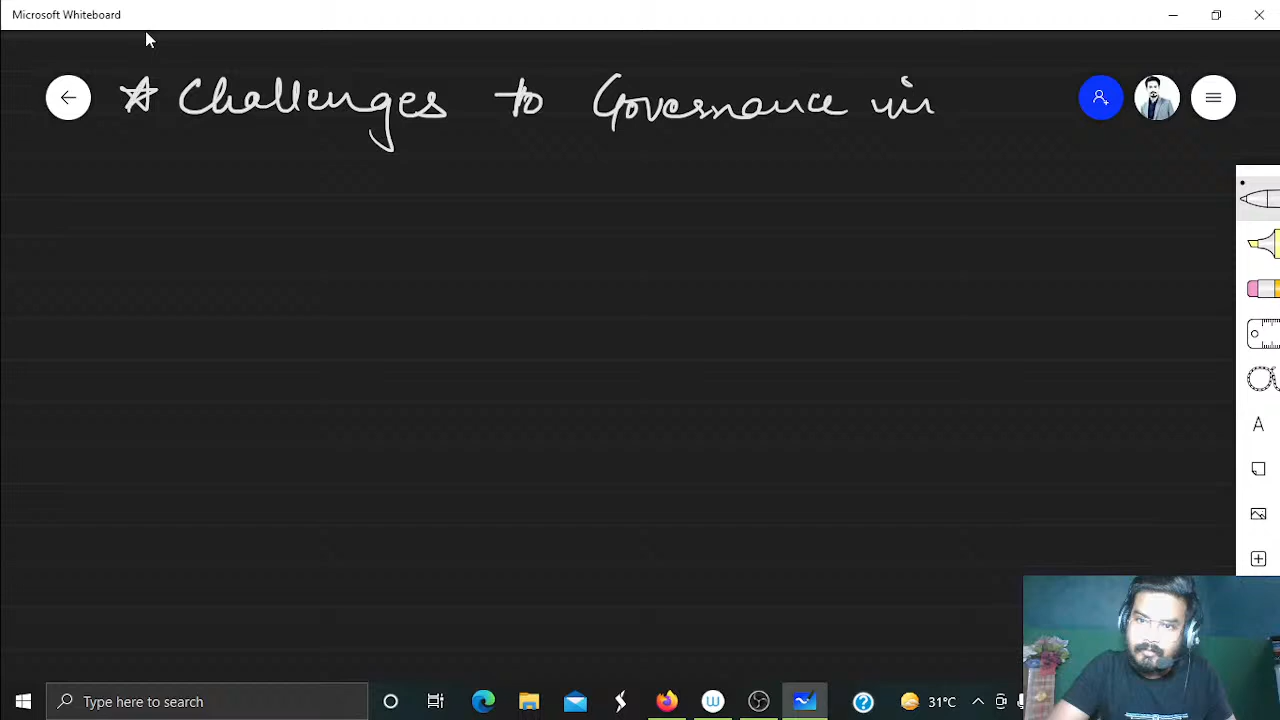 Microsoft Whiteboard
☆ Challenges to Governance in
A
W
Type here to search
31°C